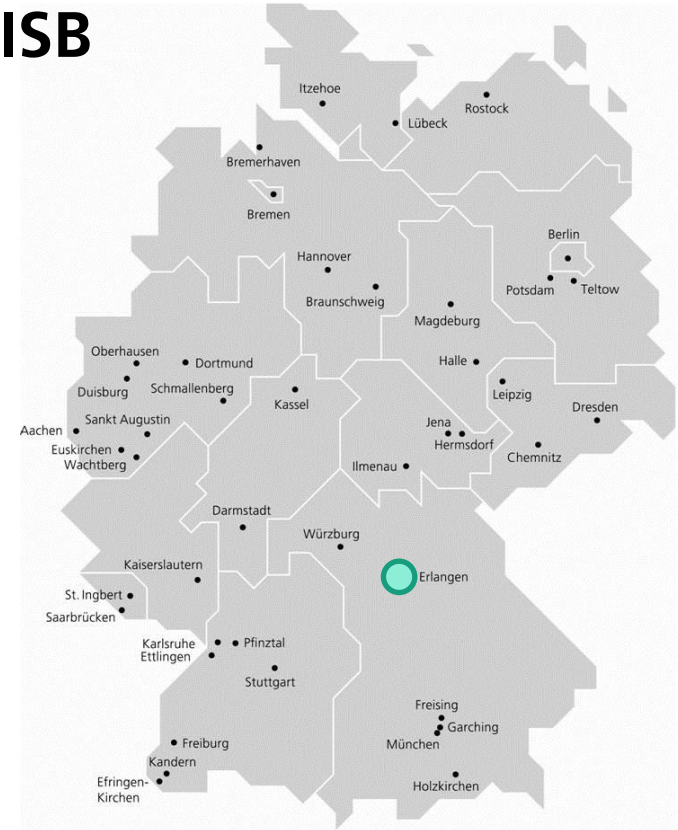 ISB
Itzehoe
Rostock
Lübeck
Bremerhaven
Bremen
Berlin
Hannover
Potsdam
Teltow
Braunschweig
Magdeburg
Oberhausen
Dortmund
Halle
Duisburg
Schmallenberg
Kassel
Leipzig
Dresden
Sankt Augustin
Aachen
Jena
Hermsdorf
Euskirchen
Wachtberg
Chemnitz
Ilmenau
Darmstadt
Würzburg
Kaiserslautern
Erlangen
St. Ingbert
Saarbrücken
Karlsruhe
Pfinztal
Ettlingen
Stuttgart
Freising
Garching
Freiburg
München
Kandern
Efringen-
Kirchen
Holzkirchen